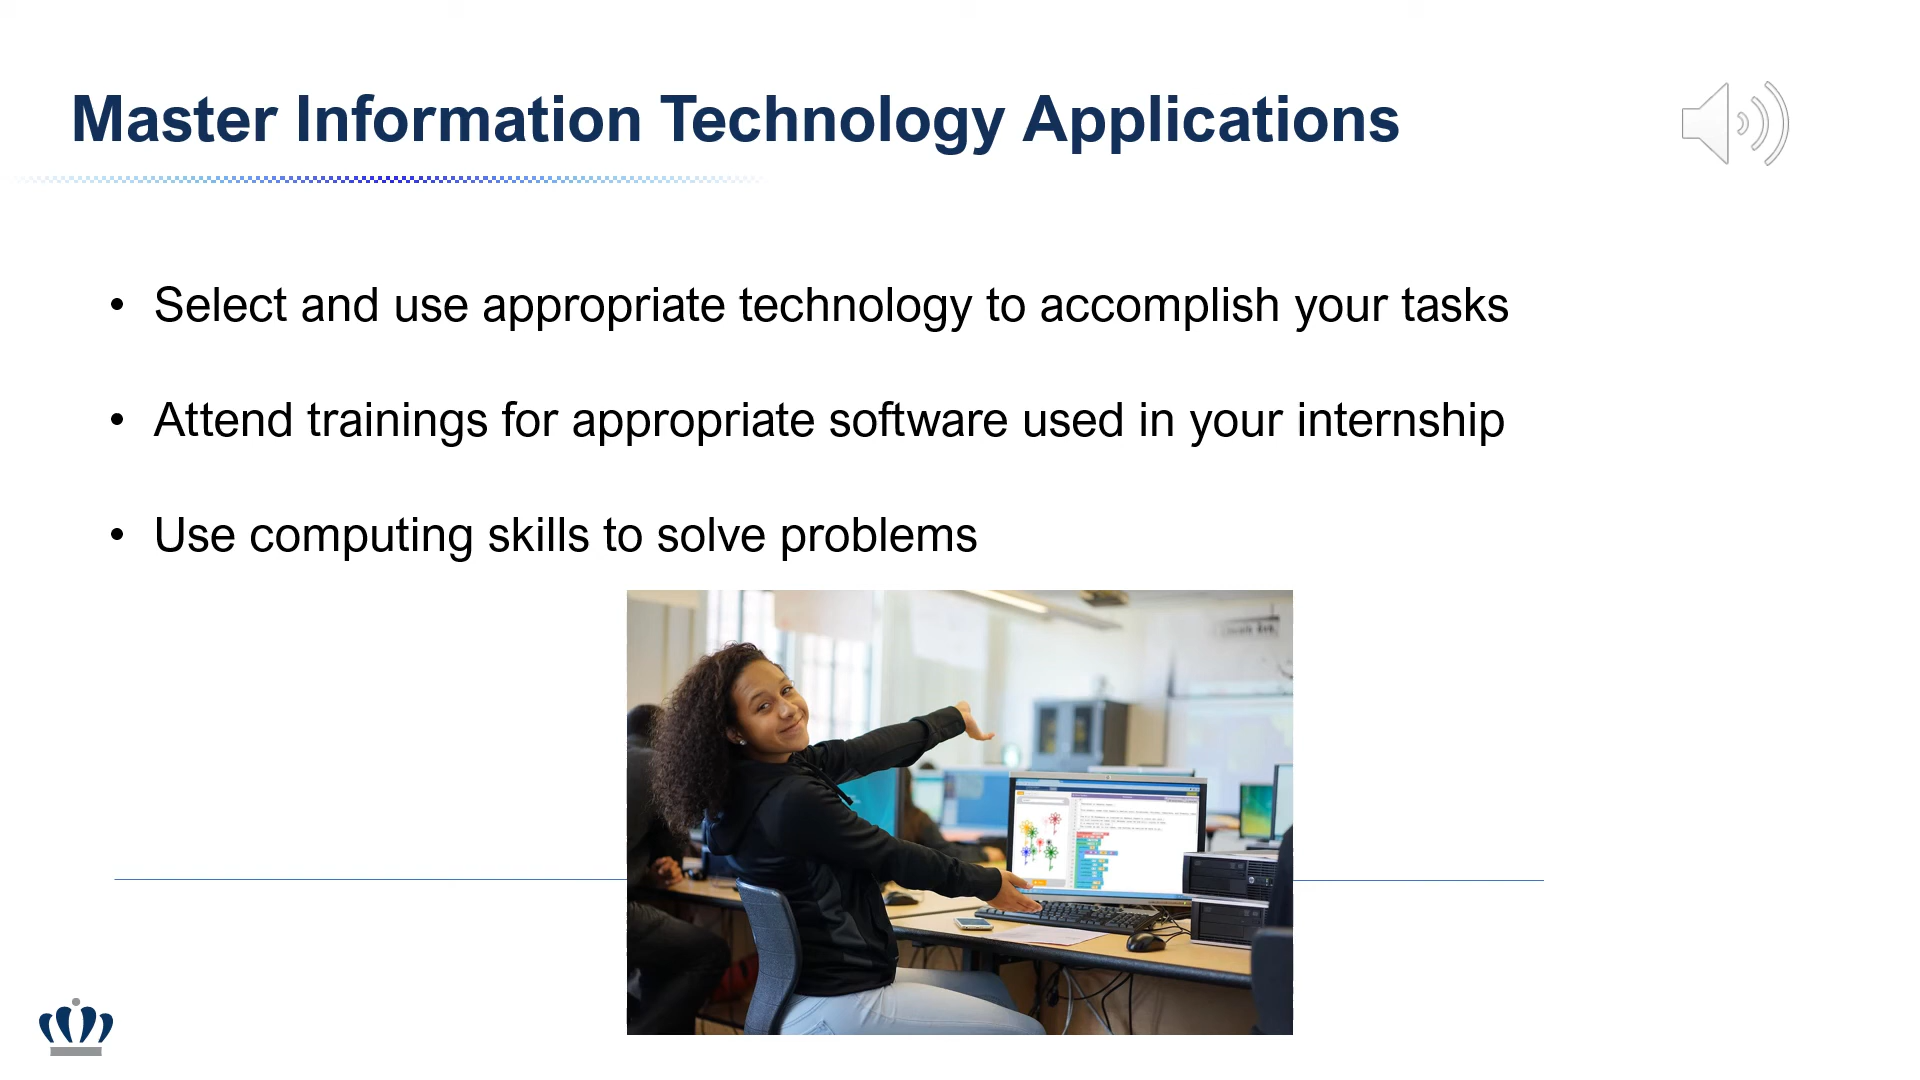 Master Information Technology Applications
• Select and use appropriate technology to accomplish your tasks
• Attend trainings for appropriate software used in your internship
• Use computing skills to solve problems